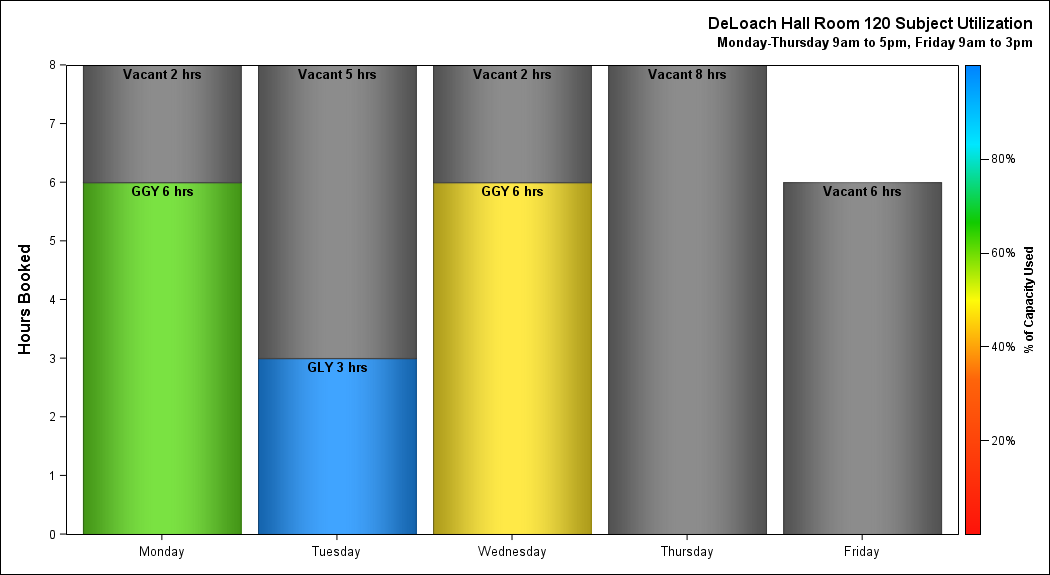 DeLoach Hall Room 120 Subject Utilization
Monday-Thursday 9am to 5pm, Friday 9am to 3pm
8
7
6
5
4
3
2
1
0
Hours Booked
Vacant 2 hrs
GGY 6 hrs
Vacant 5 hrs
GLY 3 hrs
Vacant 2 hrs
GGY 6 hrs
Vacant 8 hrs
Vacant 6 hrs
Monday
Tuesday
Wednesday
Thursday
Friday
80%
60%
40%
20%
% of Capacity Used